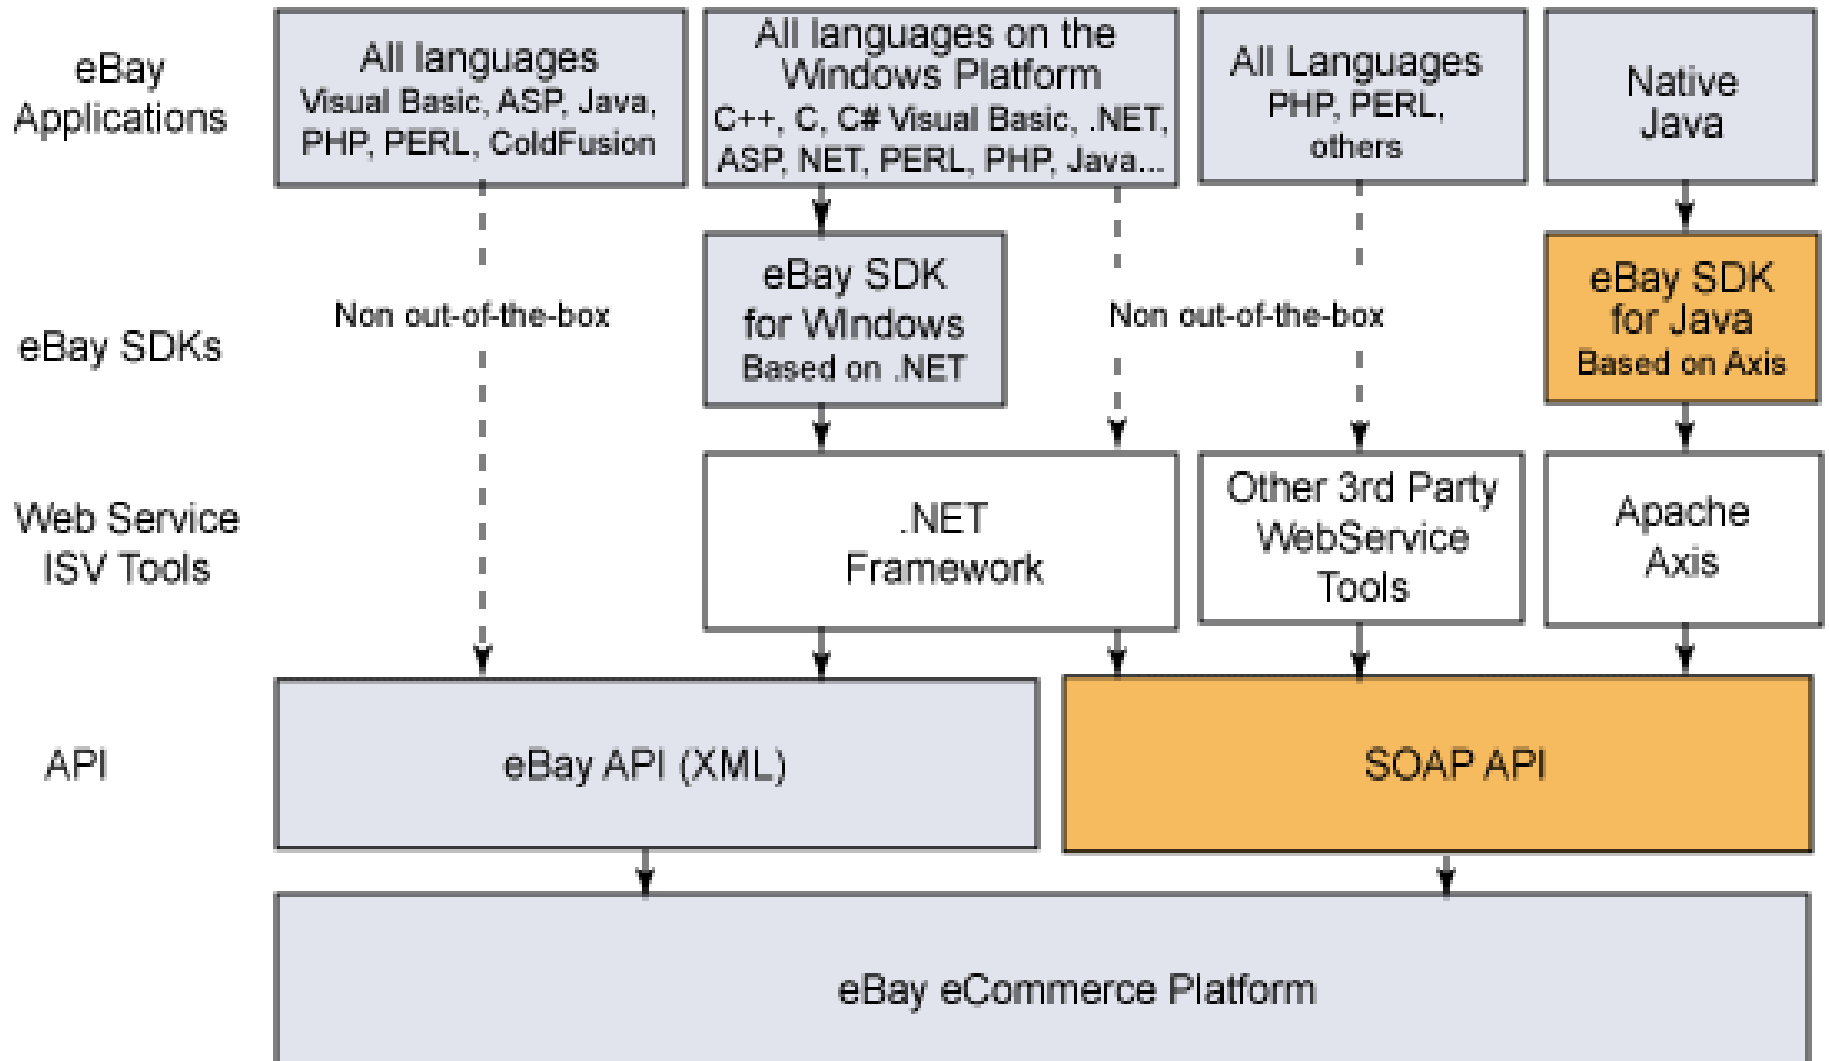 eBay
Applications
All languages
Visual Basic, ASP, Java,
PHP, PERL, ColdFusion
All languages on the
Windows Platform
C++, C, C# Visual Basic, .NET,
ASP, NET, PERL, PHP, Java...
All Languages
PHP, PERL,
others
Native
Java
eBay SDKs
Non out-of-the-box
eBay SDK
for WIndows
Based on .NET
Non out-of-the-box
eBay SDK
for Java
Based on Axis
Web Service
ISV Tools
.NET
Framework
Other 3rd Party
WebService
Tools
Apache
Axis
API
eBay API (XML)
SOAP API
eBay eCommerce Platform